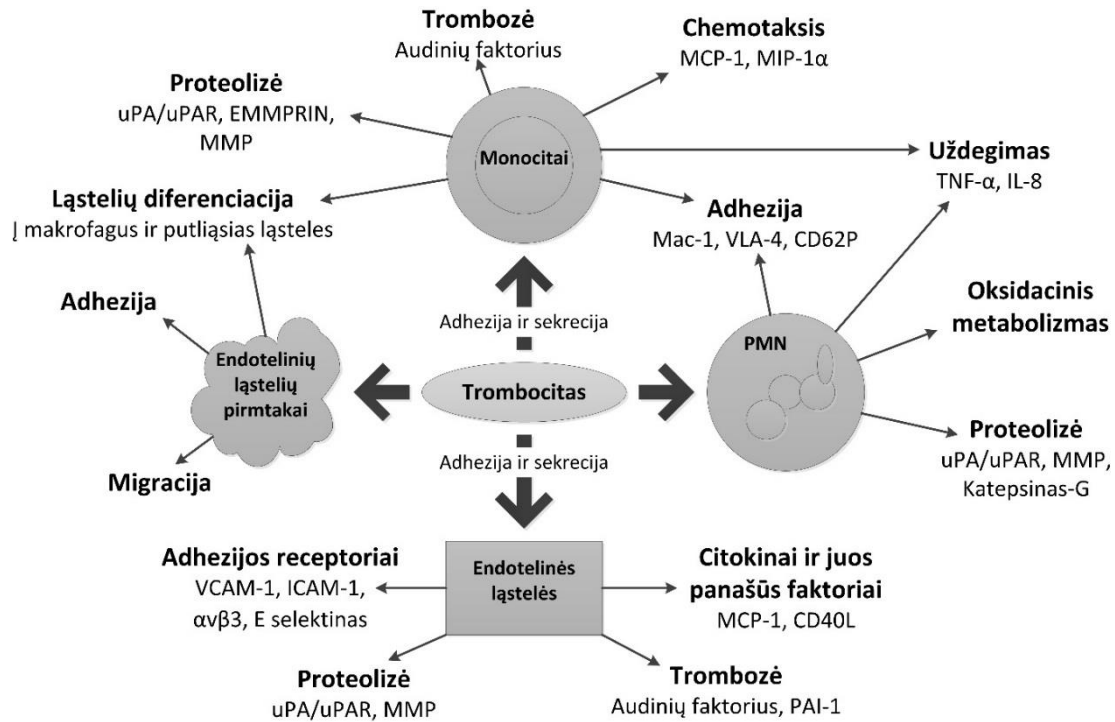 Trombozė
Audinių faktorius
Chemotaksis
MCP-1, MIP-1α
Proteolizė
uPA/uPAR, EMMPRIN,
MMP
Monocitai
Uždegimas
TNF-α, IL-8
Ląstelių diferenciacija
Į makrofagus ir putliąsias ląsteles
Adhezija
Mac-1, VLA-4, CD62P
Adhezija
Adhezija ir sekrecija
Oksidacinis
metabolizmas
PMN
Endotelinių
ląstelių
pirmtakai
Trombocitas
Migracija
Adhezija ir sekrecija
Proteolizė
uPA/uPAR, MMP,
Katepsinas-G
Adhezijos receptoriai
VCAM-1, ICAM-1,
αvβ3, E selektinas
Endotelinės
ląstelės
Citokinai ir juos
panašūs faktoriai
MCP-1, CD40L
Proteolizė
uPA/uPAR, MMP
Trombozė
Audinių faktorius, PAI-1